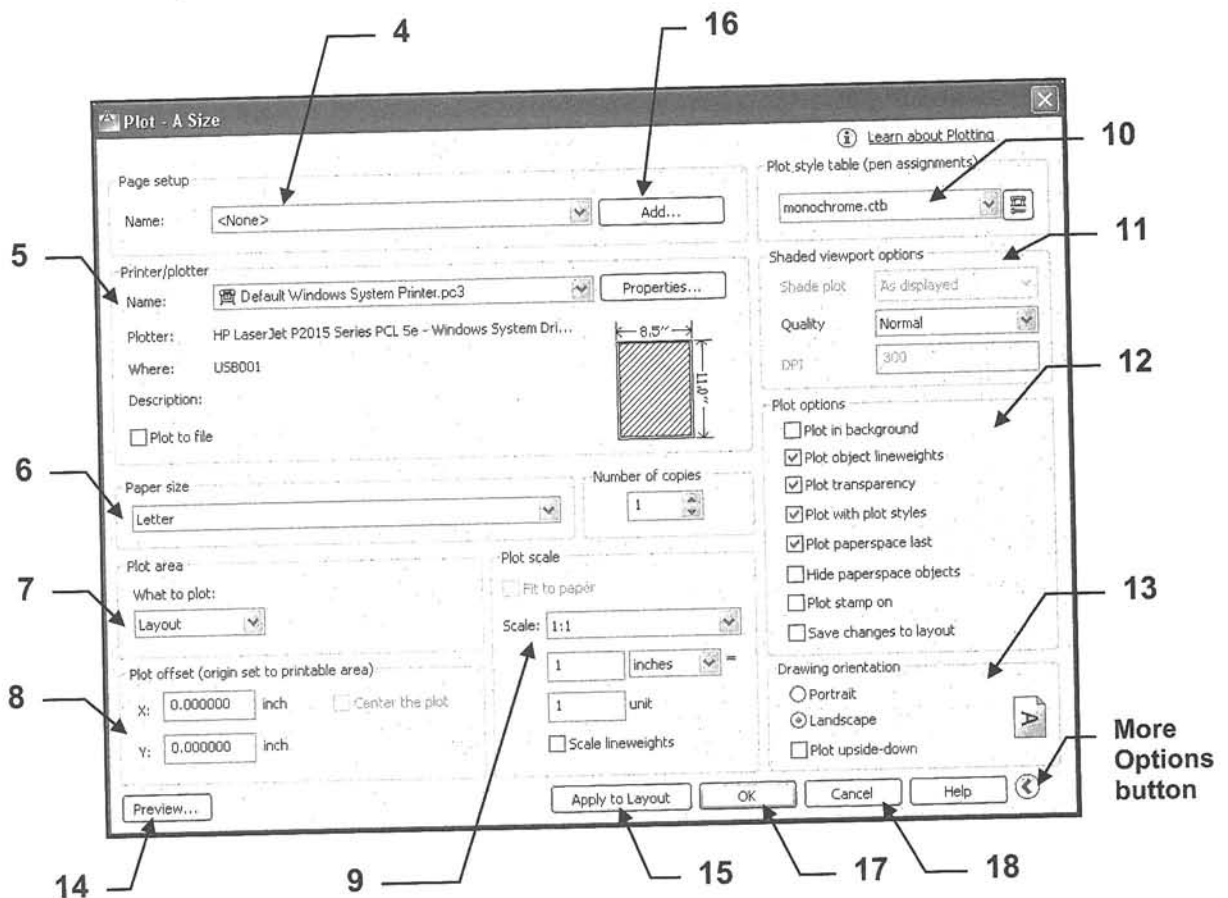 4
16
Plot - A Size
Learn about Plotting
10
Page setup
Name:
<None>
Add...
Plot style table (pen assignments)
monochrome.ctb
5
Printer/plotter
Name:
Default Windows System Printer.pc3
Properties...
Plotter:
HP LaserJet P2015 Series PCL 5e - Windows System Dri...
Where:
USB001
Description:
Plot to file
8.5"
11.0"
11
Shaded viewport options
Shade plot
As displayed
Quality
Normal
DPI
300
12
6
Paper size
Letter
Number of copies
1
Plot options
Plot in background
Plot object lineweights
Plot transparency
Plot with plot styles
Plot paperspace last
Hide paperspace objects
Plot stamp on
Save changes to layout
7
Plot area
What to plot:
Layout
Plot scale
Fit to paper
Scale:
1:1
1
inches
=
1
unit
Scale lineweights
8
Plot offset (origin set to printable area)
X:
0.000000
inch
Center the plot
Y:
0.000000
inch
13
Drawing orientation
Portrait
Landscape
Plot upside-down
A
More
Options
button
Preview...
Apply to Layout
OK
Cancel
Help
14
9
15
17
18